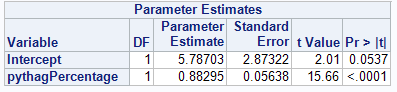 Parameter Estimates
Parameter Standard
Variable DF Estimate Error t Value Pr > |t|
Intercept 1 5.78703 2.87322 2.01 0.0537
pythagPercentage 1 0.88295 0.05638 15.66 <.0001